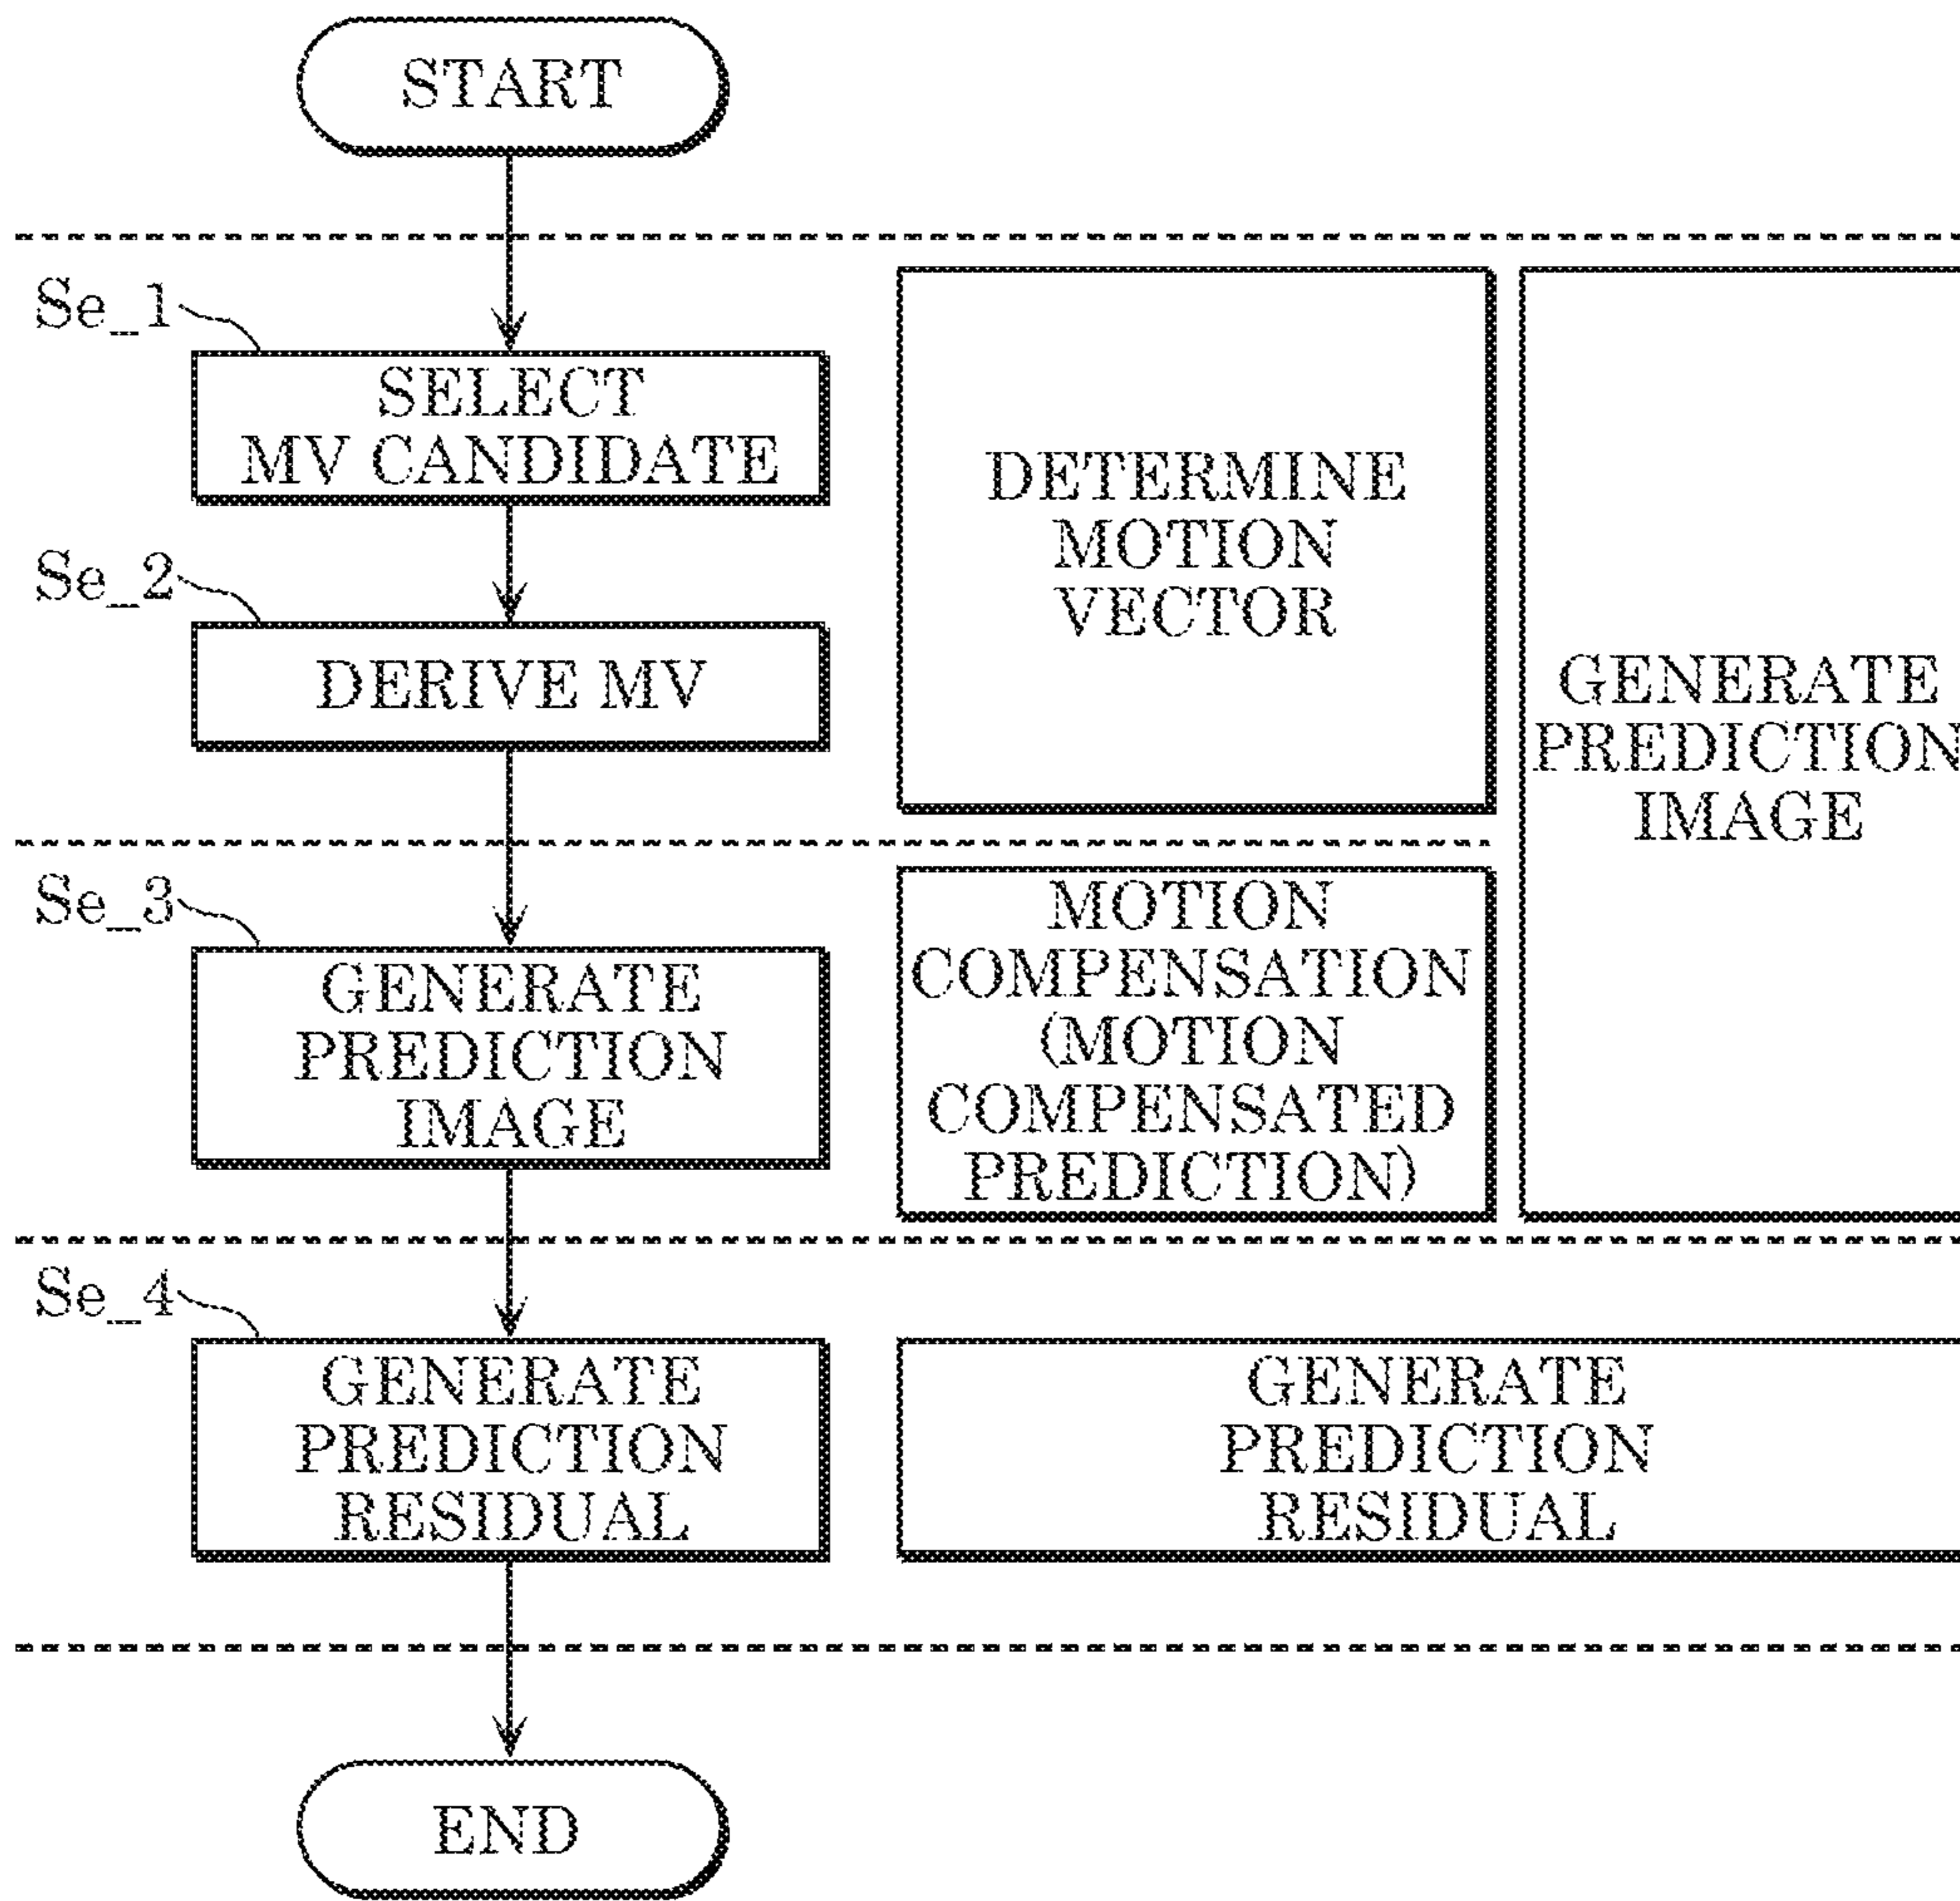 START
Se_1
SELECT
MV CANDIDATE
Se_2
DERIVE MV
DETERMINE
MOTION
VECTOR
GENERATE
PREDICTION
IMAGE
Se_3
GENERATE
PREDICTION
IMAGE
MOTION
COMPENSATION
(MOTION
COMPENSATED
PREDICTION)
Se_4
GENERATE
PREDICTION
RESIDUAL
GENERATE
PREDICTION
RESIDUAL
END